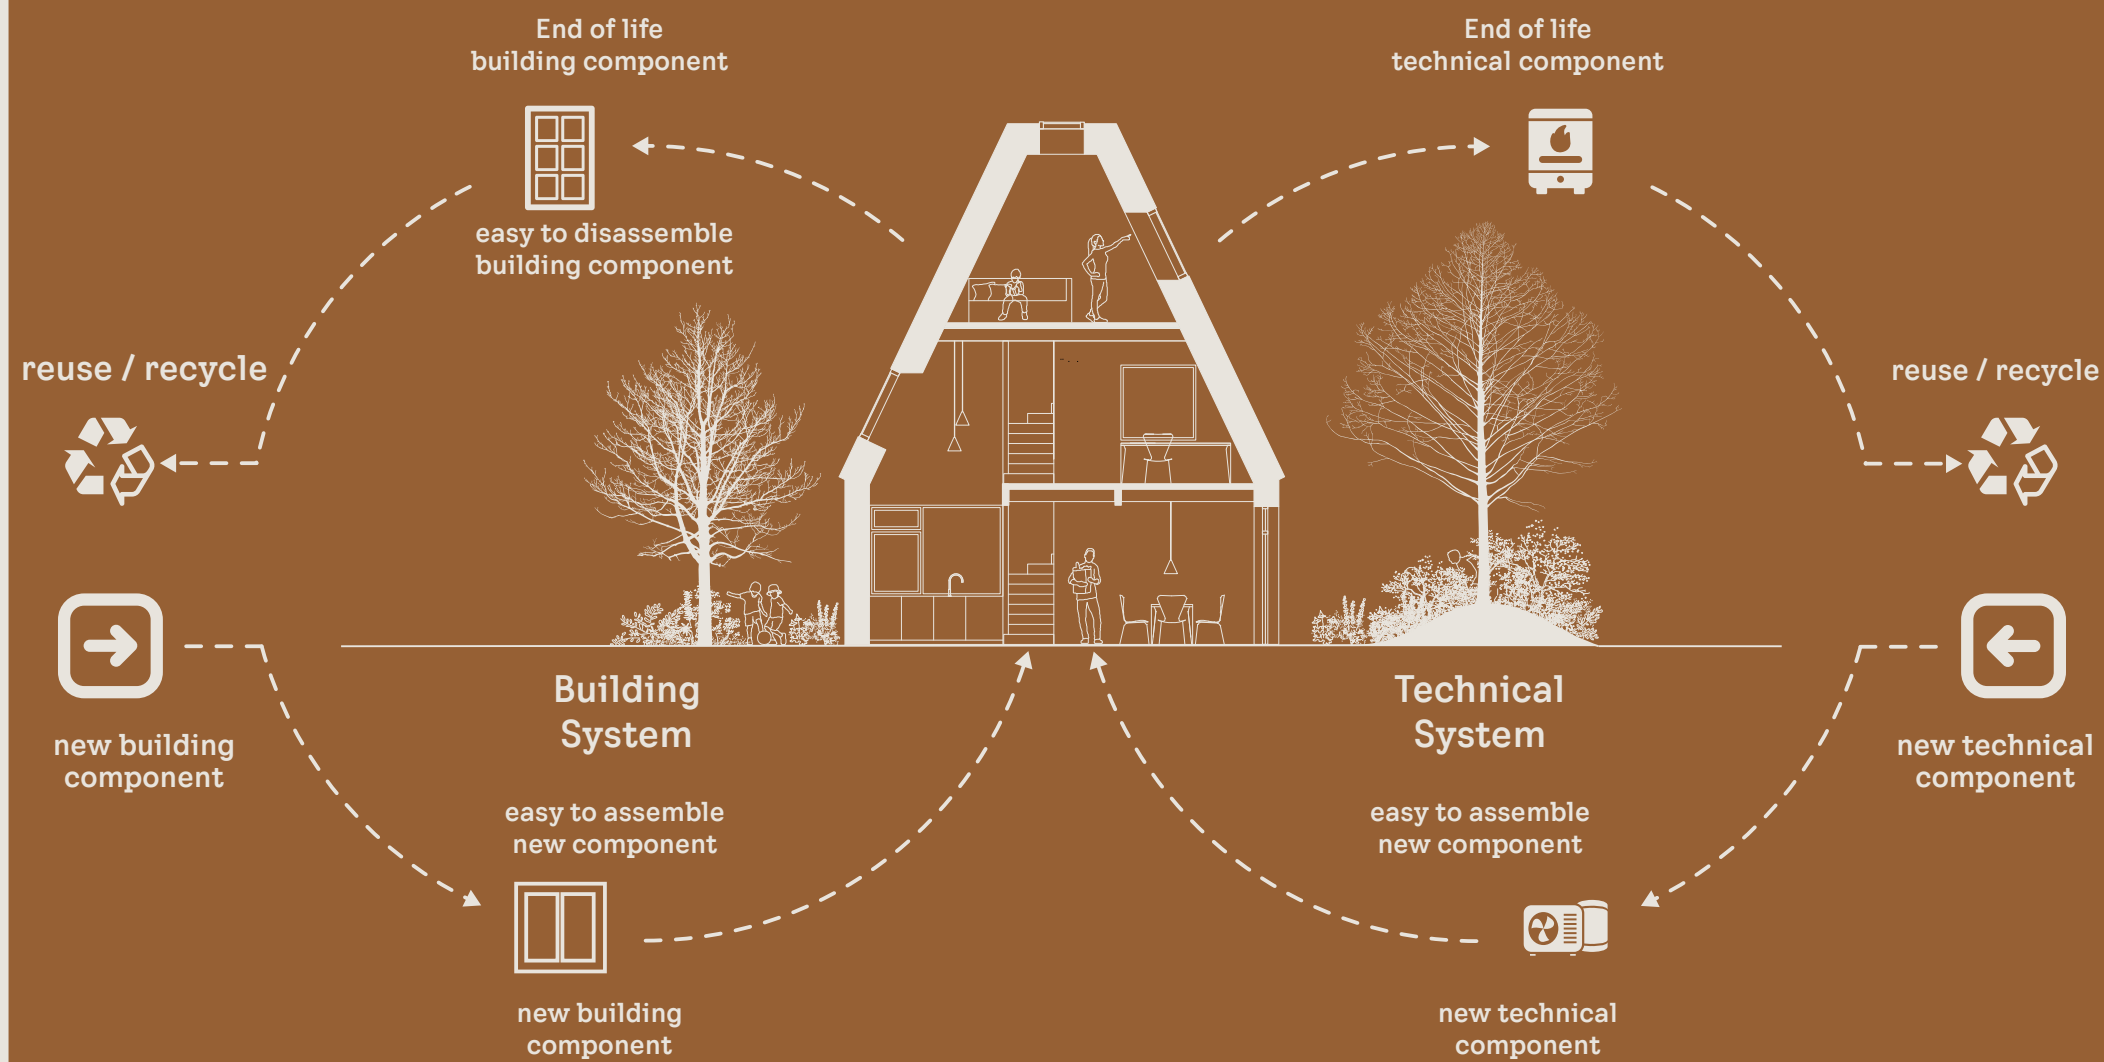 End of life
building component
easy to disassemble
building component
reuse / recycle
new building
component
Building
System
easy to assemble
new component
new building
component
End of life
technical component
reuse / recycle
Technical
System
new technical
component
easy to assemble
new component
new technical
component